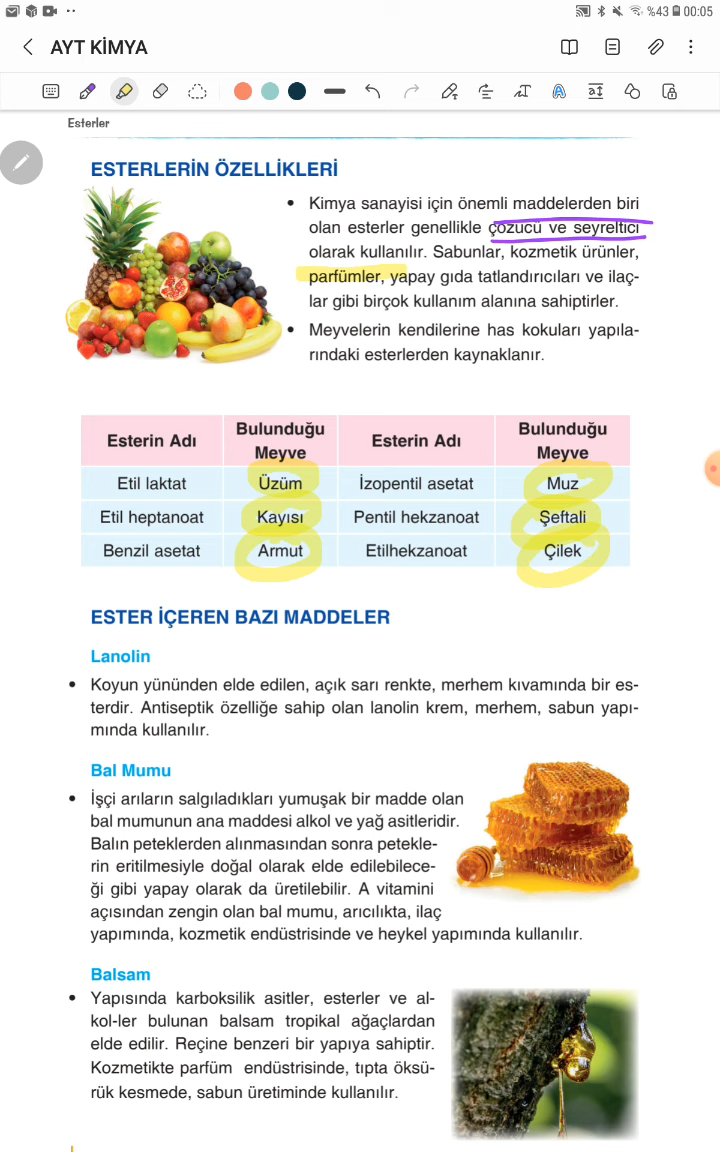 %43 00:05
AYT KİMYA
Esterler
ESTERLERİN ÖZELLİKLERİ
• Kimya sanayisi için önemli maddelerden biri
olan esterler genellikle çözücü ve seyreltici
olarak kullanılır. Sabunlar, kozmetik ürünler,
parfümler, yapay gıda tatlandırıcıları ve ilaç-
lar gibi birçok kullanım alanına sahiptirler.
• Meyvelerin kendilerine has kokuları yapıla-
rındaki esterlerden kaynaklanır.
Esterin Adı Bulunduğu Meyve Esterin Adı Bulunduğu Meyve
Etil laktat Üzüm İzopentil asetat Muz
Etil heptanoat Kayısı Pentil hekzanoat Şeftali
Benzil asetat Armut Etilhekzanoat Çilek
ESTER İÇEREN BAZI MADDELER
Lanolin
• Koyun yününden elde edilen, açık sarı renkte, merhem kıvamında bir es-
terdir. Antiseptik özelliğe sahip olan lanolin krem, merhem, sabun yapı-
mında kullanılır.
Bal Mumu
• İşçi arıların salgıladıkları yumuşak bir madde olan
bal mumunun ana maddesi alkol ve yağ asitleridir.
Balın peteklerden alınmasından sonra petekle-
rin eritilmesiyle doğal olarak elde edilebilece-
ği gibi yapay olarak da üretilebilir. A vitamini
açısından zengin olan bal mumu, arıcılıkta, ilaç
yapımında, kozmetik endüstrisinde ve heykel yapımında kullanılır.
Balsam
• Yapısında karboksilik asitler, esterler ve al-
kol-ler bulunan balsam tropikal ağaçlardan
elde edilir. Reçine benzeri bir yapıya sahiptir.
Kozmetikte parfüm endüstrisinde, tıpta öksü-
rük kesmede, sabun üretiminde kullanılır.